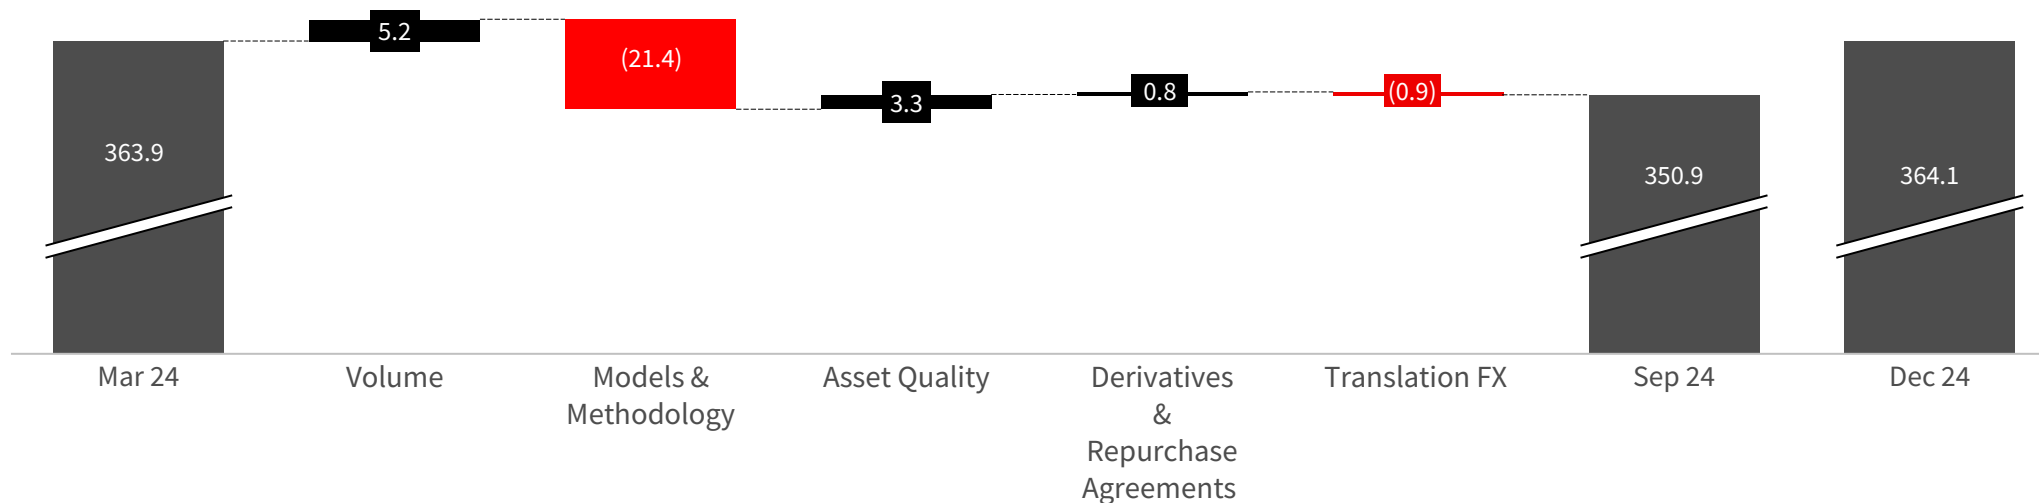 5.2
(21.4)
3.3
0.8
(0.9)
363.9
350.9
364.1
Mar 24
Volume
Models &
Methodology
Asset Quality
Derivatives
&
Repurchase
Agreements
Translation FX
Sep 24
Dec 24